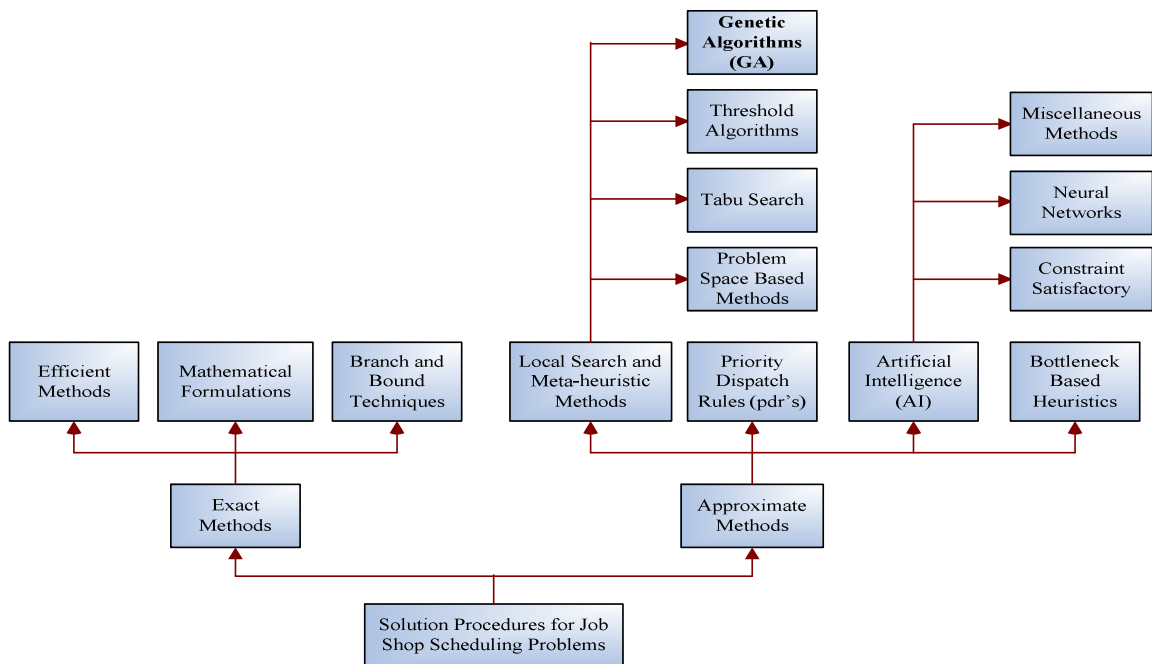 Genetic
Algorithms
(GA)
Threshold
Algorithms
Miscellaneous
Methods
Tabu Search
Neural
Networks
Problem
Space Based
Methods
Constraint
Satisfactory
Efficient
Methods
Mathematical
Formulations
Branch and
Bound
Techniques
Local Search and
Meta-heuristic
Methods
Priority
Dispatch
Rules (pdr's)
Artificial
Intelligence
(AI)
Bottleneck
Based
Heuristics
Exact
Methods
Approximate
Methods
Solution Procedures for Job
Shop Scheduling Problems